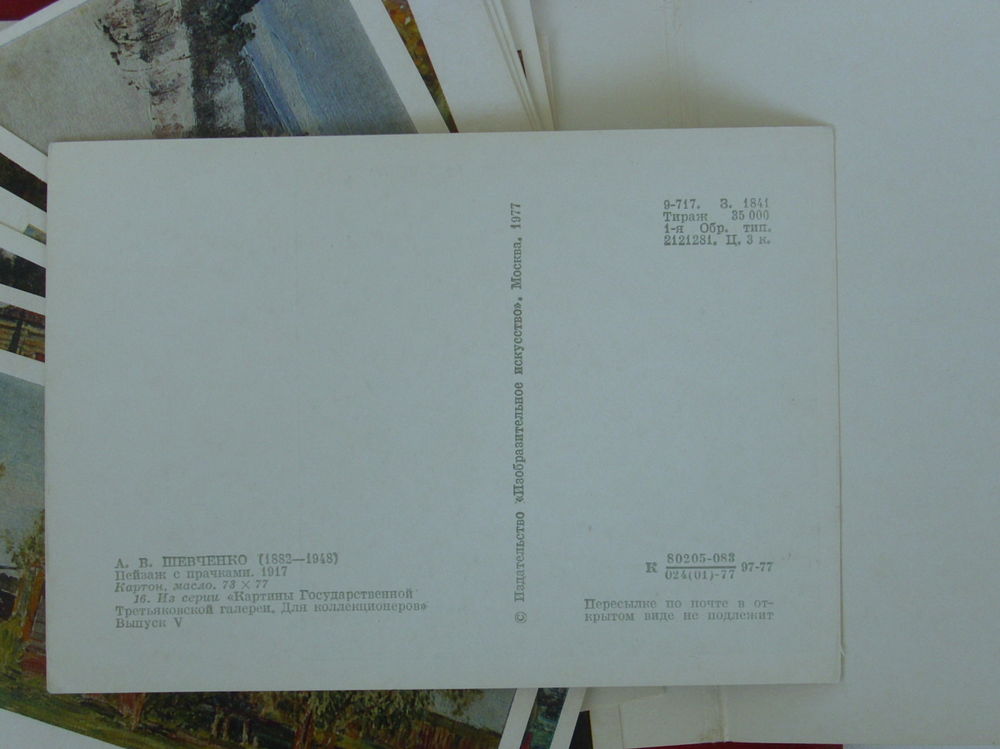 9-717. З. 1841
Тираж 35 000
1-я Обр. тип.
2121281. Ц. 3 к.
© Издательство «Изобразительное искусство». Москва. 1977
А. В. ШЕВЧЕНКО (1882—1948)
Пейзаж с прачками. 1917
Картон, масло. 73 × 77
16. Из серии «Картины Государственной
Третьяковской галереи. Для коллекционеров»
Выпуск V
К 80205-083 97-77
024(01)-77
Пересылке по почте в от-
крытом виде не подлежит